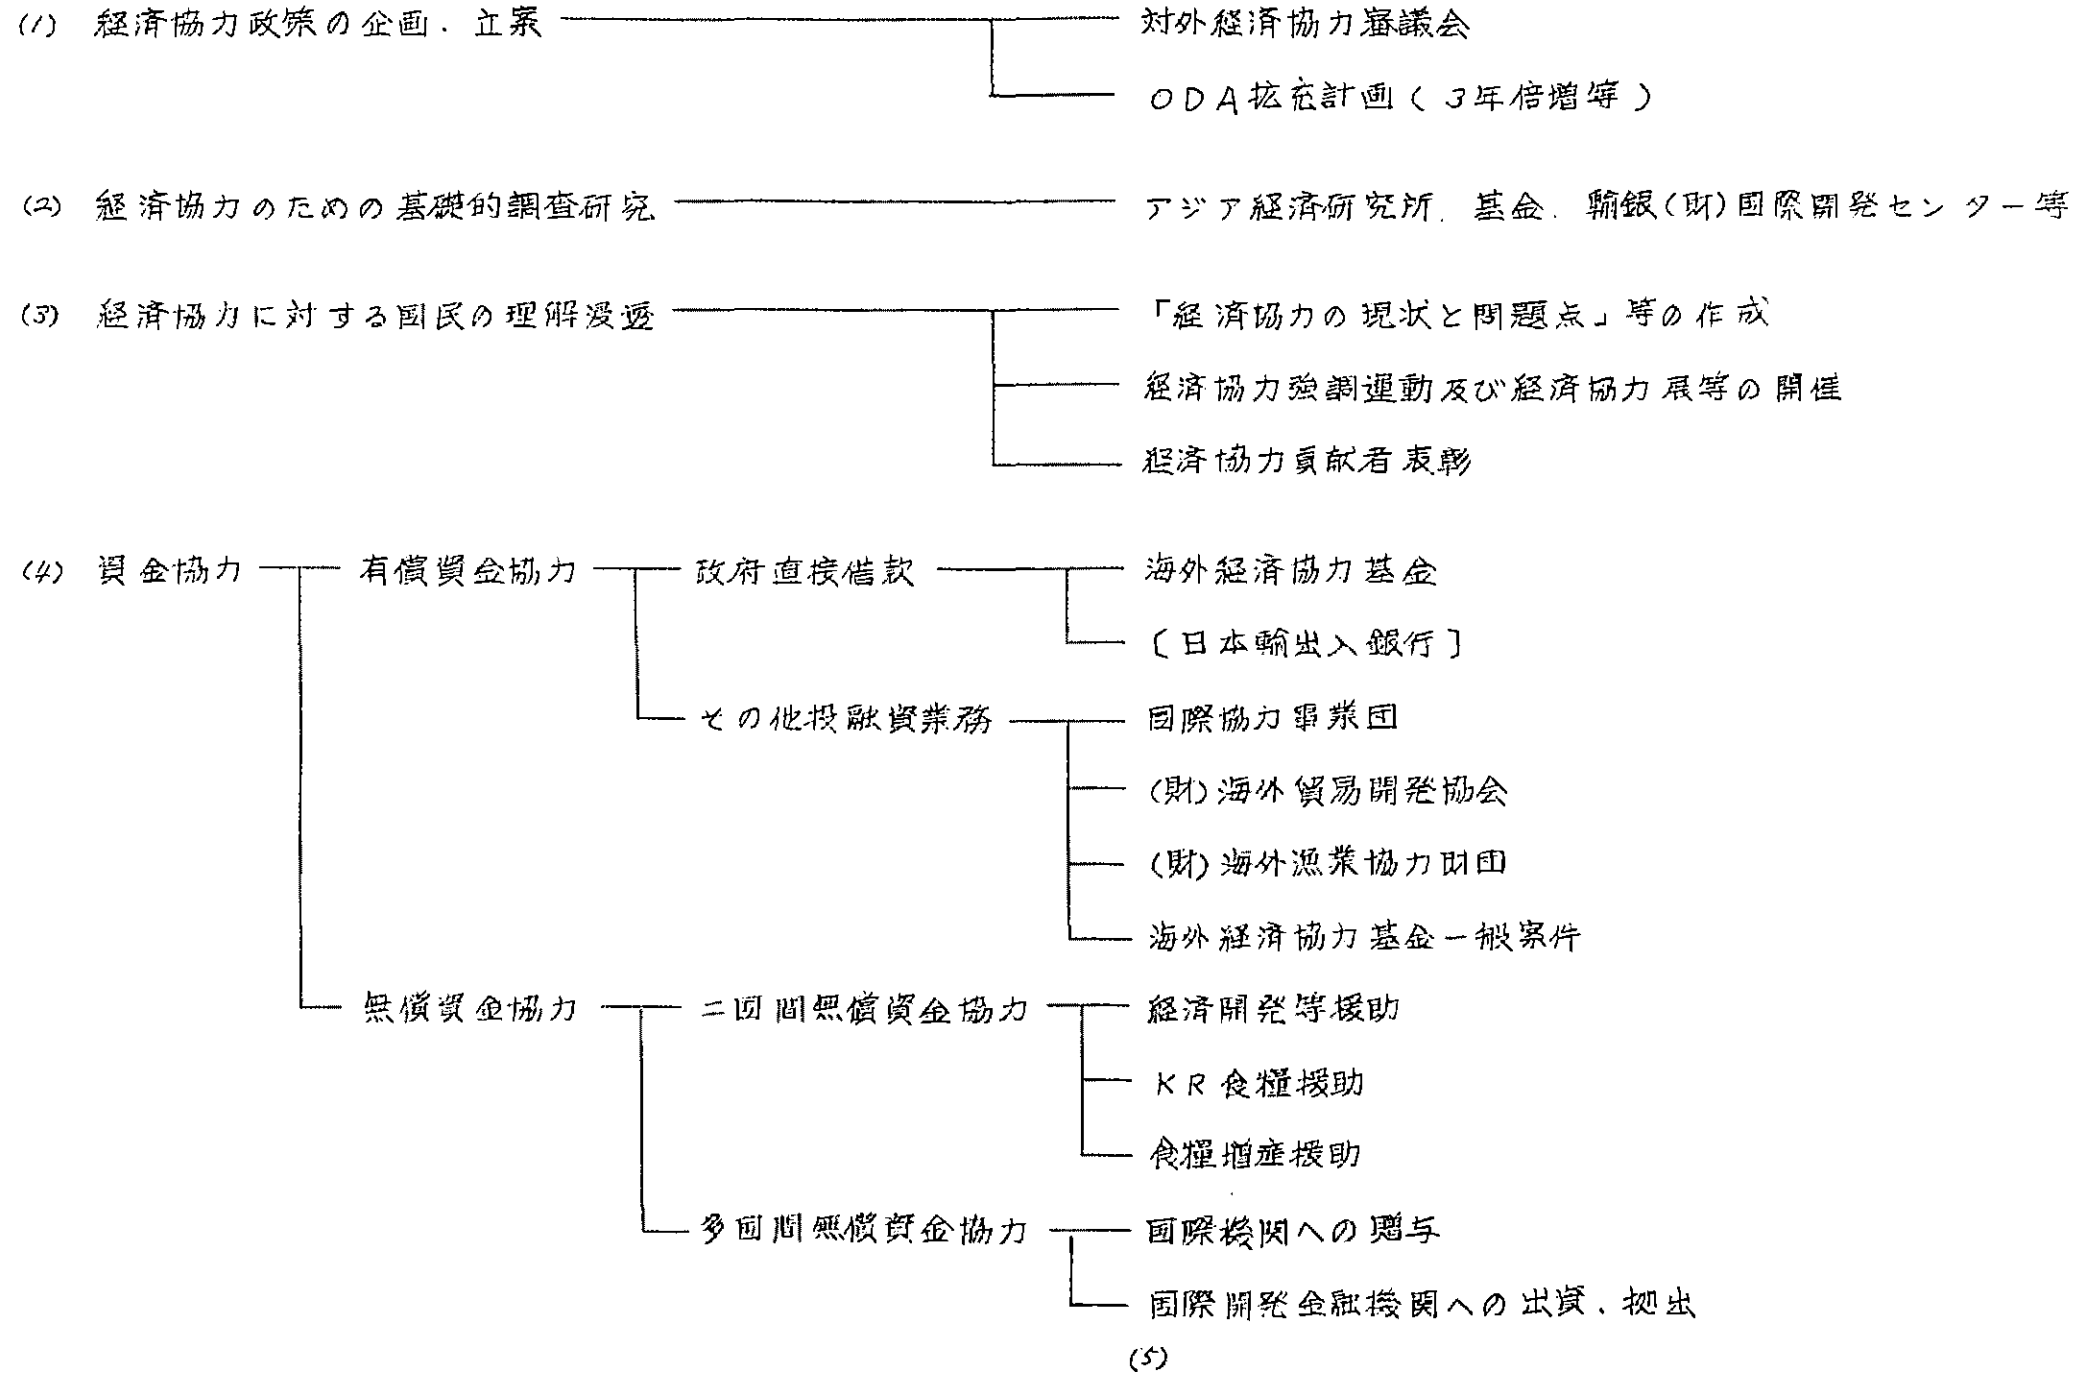 (1) 経済協力政策の企画、立案 対外経済協力審議会
ODA拡充計画(3年倍増等)
(2) 経済協力のための基礎的調査研究 アジア経済研究所、基金、輸銀(財)国際開発センター等
(3) 経済協力に対する国民の理解浸透 「経済協力の現状と問題点」等の作成
経済協力強調運動及び経済協力展等の開催
経済協力貢献者表彰
(4) 資金協力 有償資金協力 政府直接借款 海外経済協力基金
〔日本輸出入銀行〕
その他投融資業務 国際協力事業団
(財)海外貿易開発協会
(財)海外漁業協力財団
海外経済協力基金一般案件
無償資金協力 二国間無償資金協力 経済開発等援助
KR食糧援助
食糧増産援助
多国間無償資金協力 国際機関への贈与
国際開発金融機関への出資、拠出
(5)